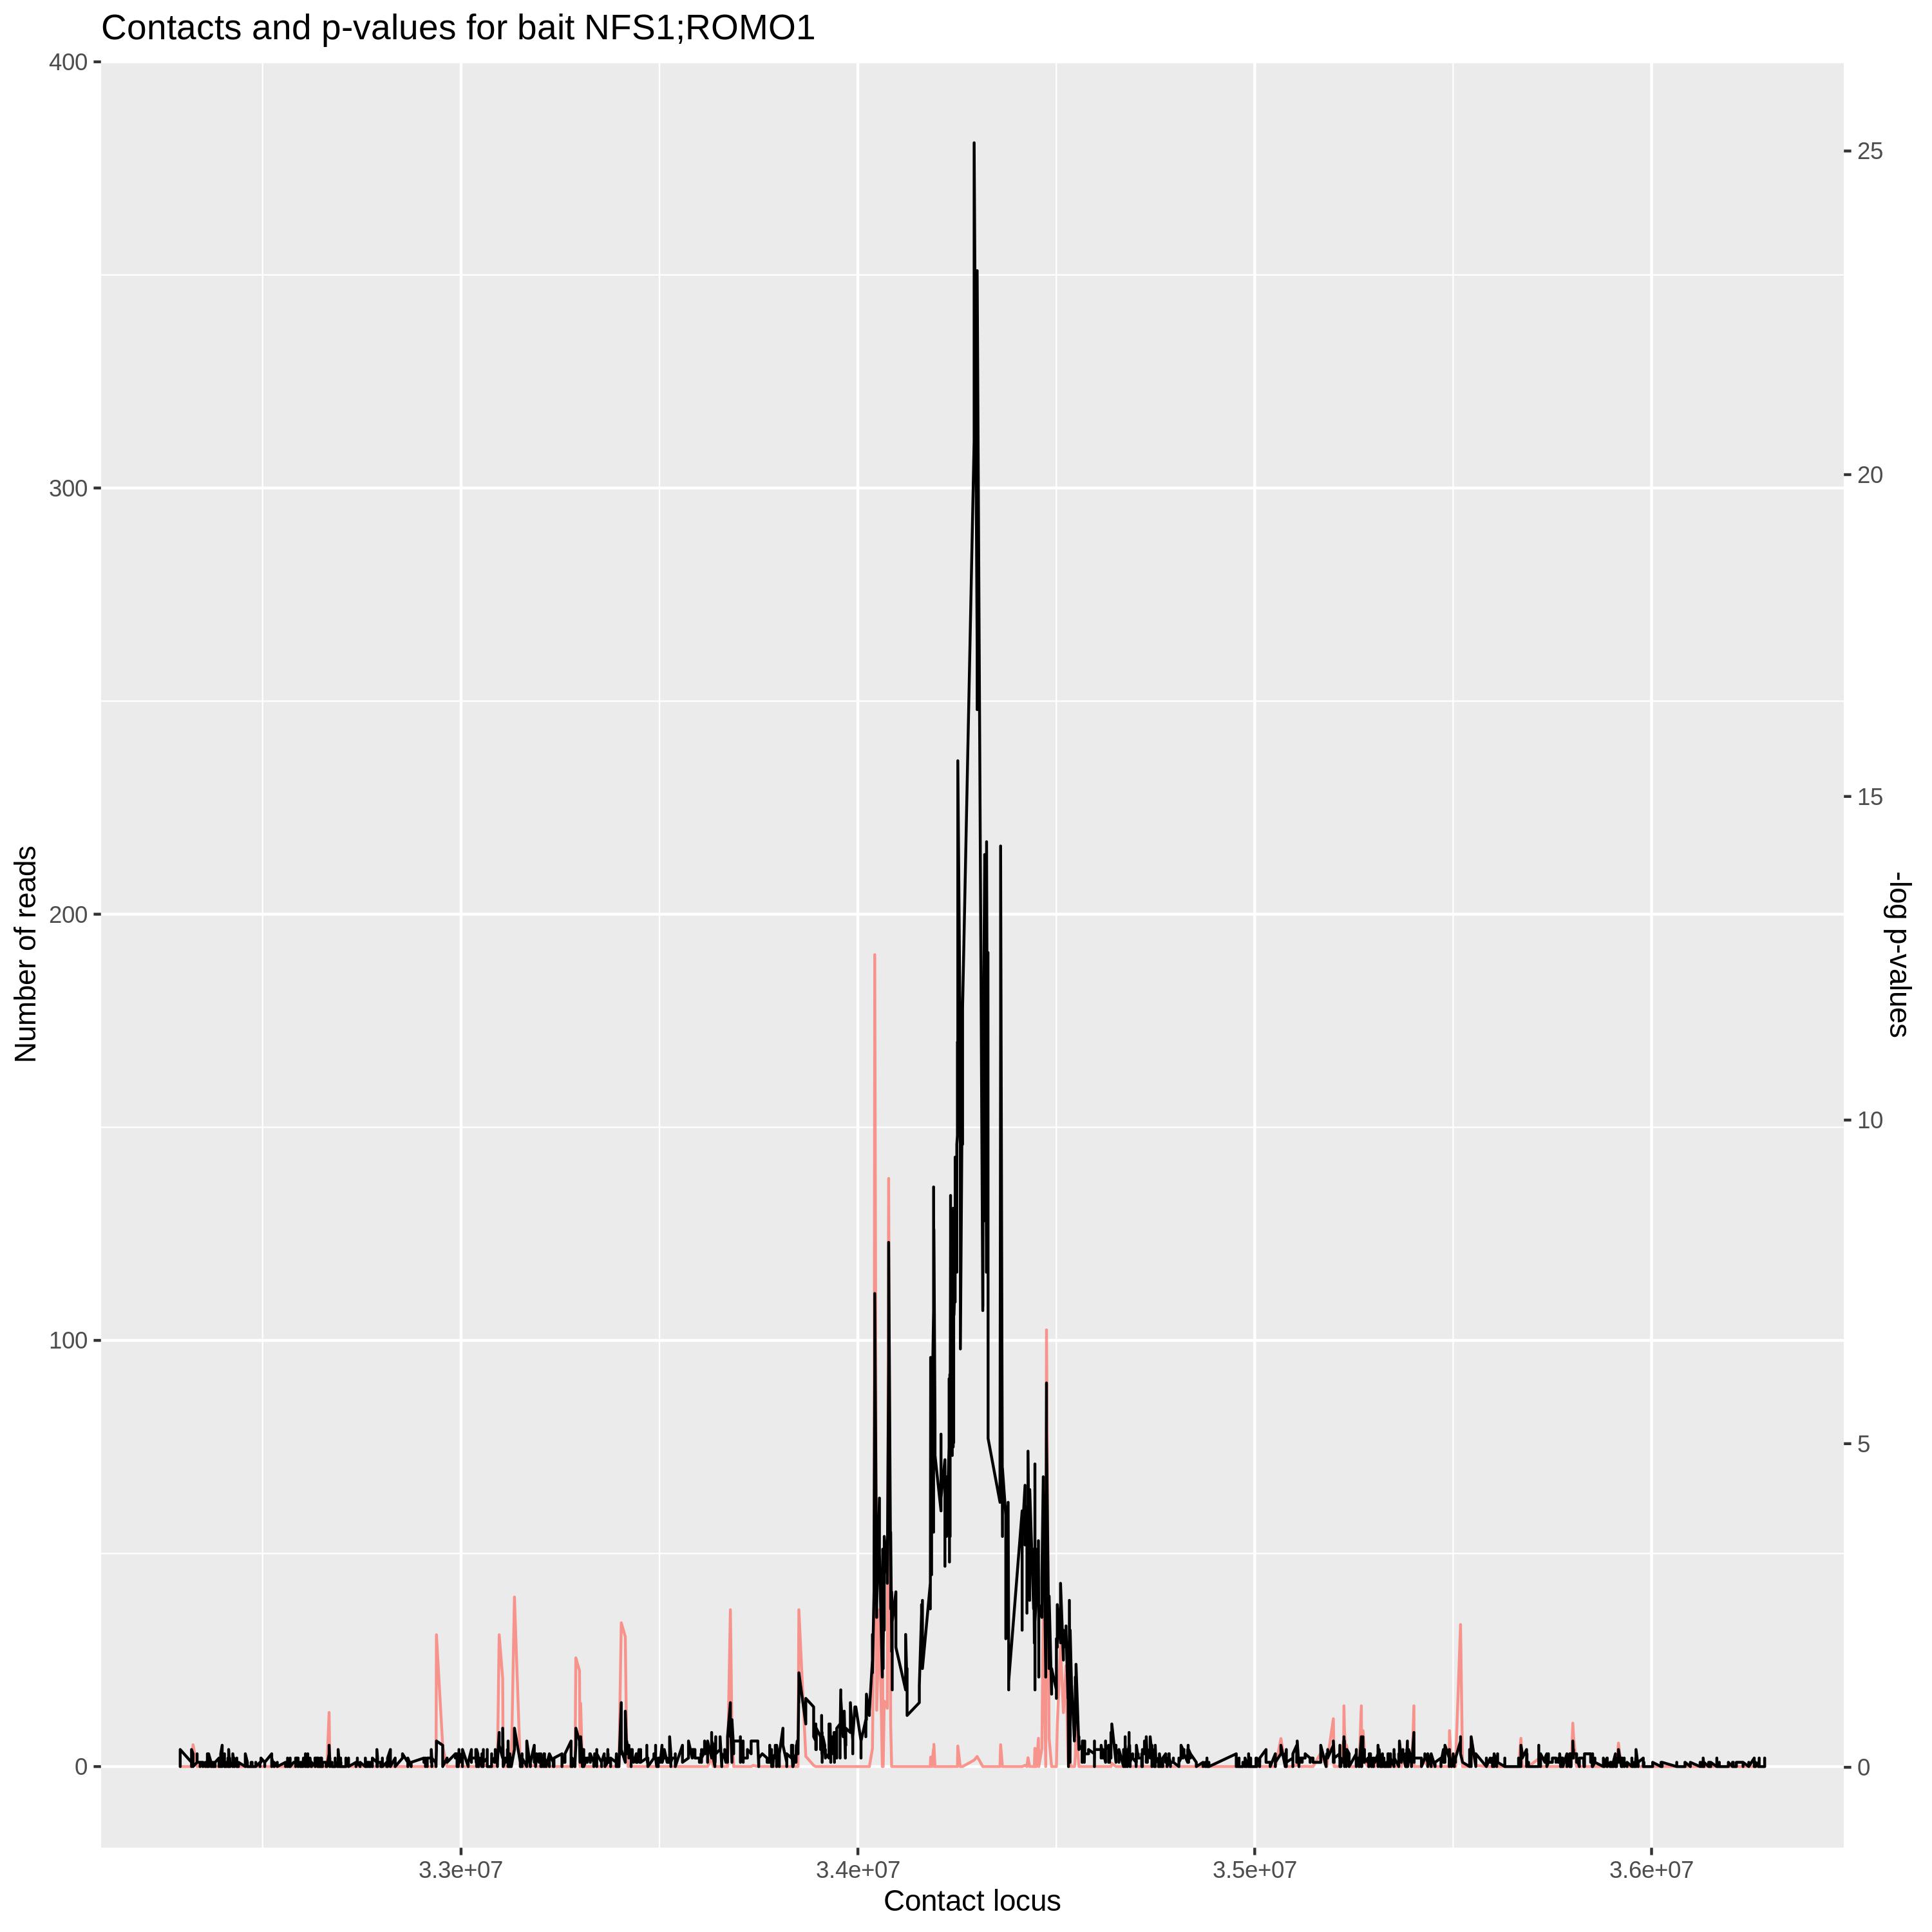 Contacts and p-values for bait NFS1;ROMO1
400
300
200
100
0
Number of reads
25
20
15
10
5
0
-log p-values
3.3e+07 3.4e+07 3.5e+07 3.6e+07
Contact locus